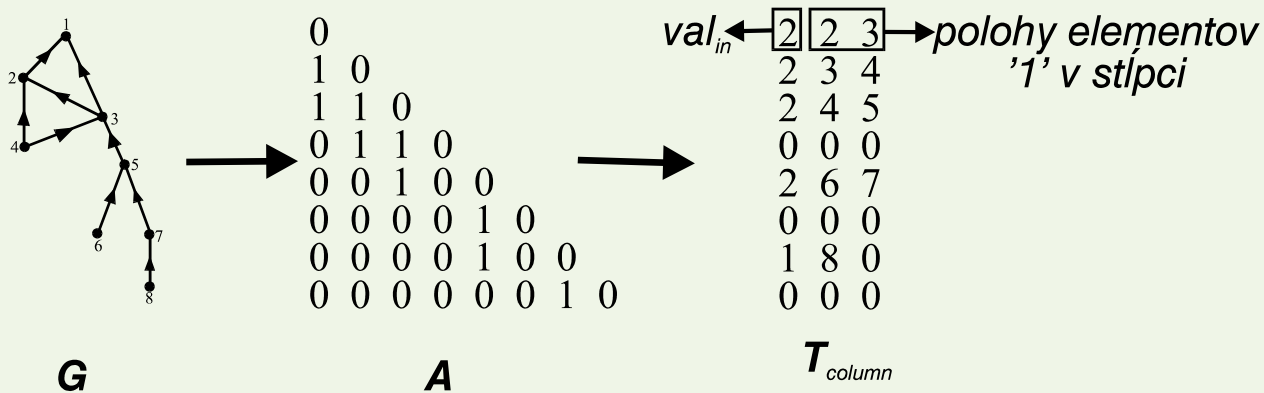 1
2
3
4
5
6
7
8
G
0
1 0
1 1 0
0 1 1 0
0 0 1 0 0
0 0 0 0 1 0
0 0 0 0 1 0 0
0 0 0 0 0 0 1 0
A
val_in 2 2 3 polohy elementov
'1' v stĺpci
2 3 4
2 4 5
0 0 0
2 6 7
0 0 0
1 8 0
0 0 0
T_column